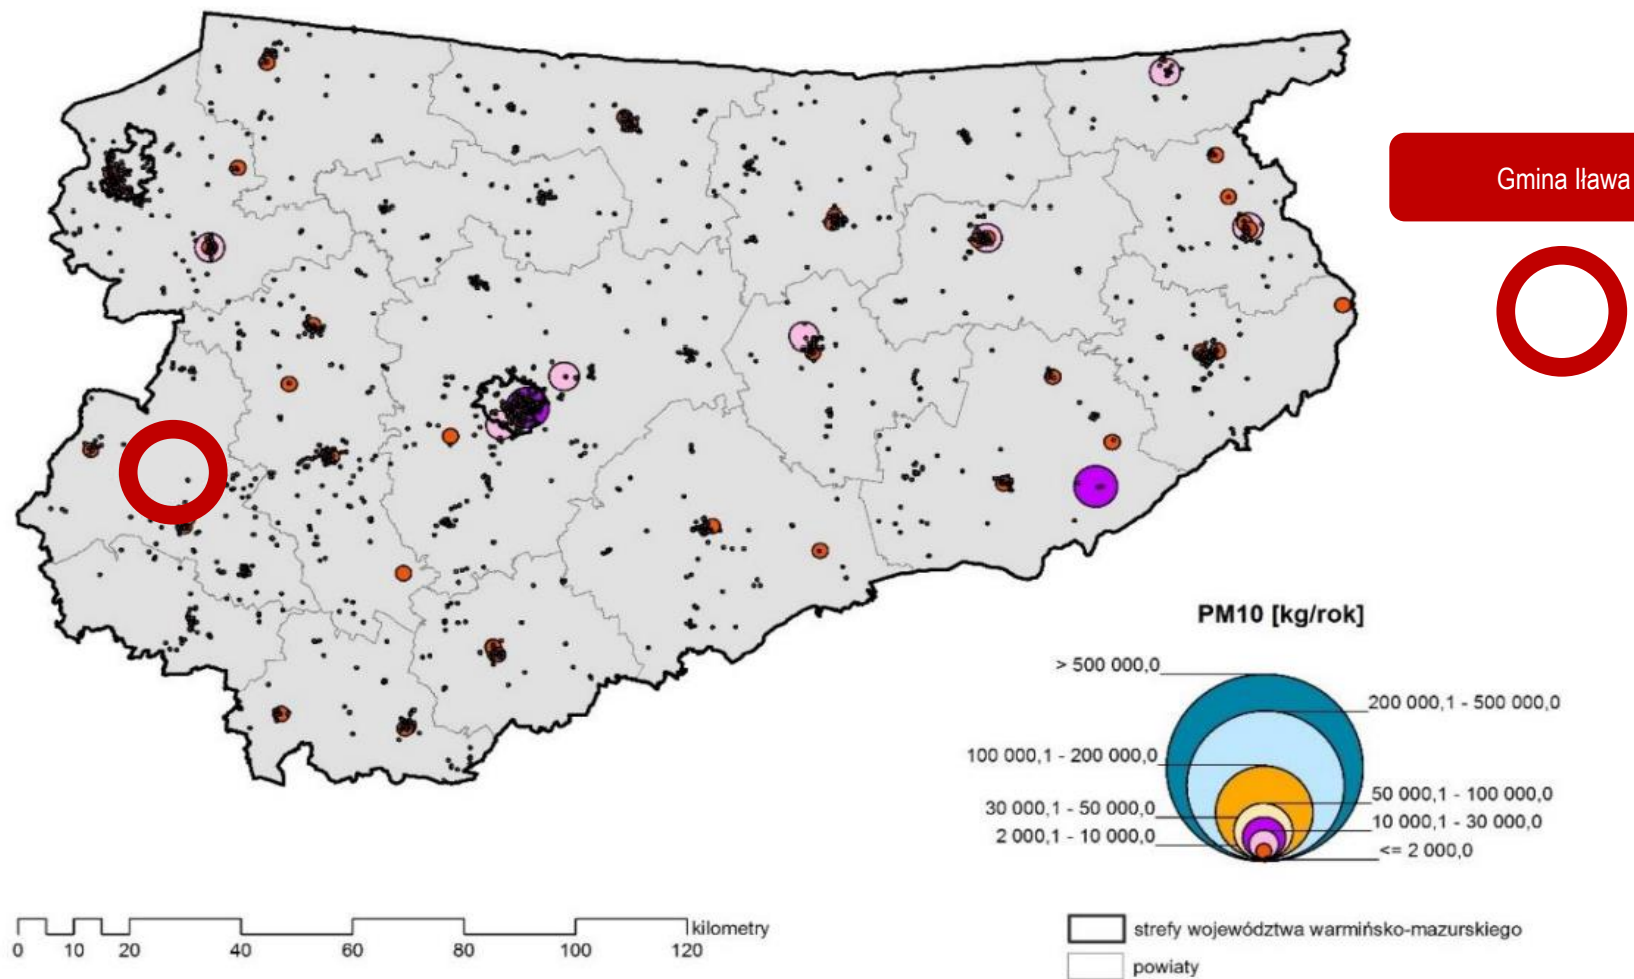 Gmina Iława
PM10 [kg/rok]
> 500 000,0
200 000,1 - 500 000,0
100 000,1 - 200 000,0
50 000,1 - 100 000,0
30 000,1 - 50 000,0
10 000,1 - 30 000,0
2 000,1 - 10 000,0
<= 2 000,0
kilometry
0 10 20 40 60 80 100 120
strefy województwa warmińsko-mazurskiego
powiaty